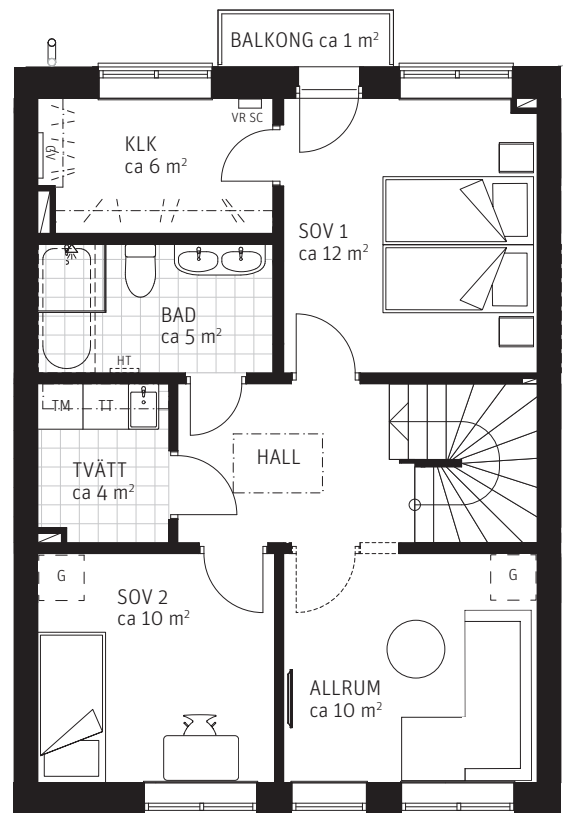 BALKONG ca 1 m²
VR SC
KLK
ca 6 m²
GV
SOV 1
ca 12 m²
BAD
ca 5 m²
HT
TM
TT
HALL
TVÄTT
ca 4 m²
G
G
SOV 2
ca 10 m²
ALLRUM
ca 10 m²